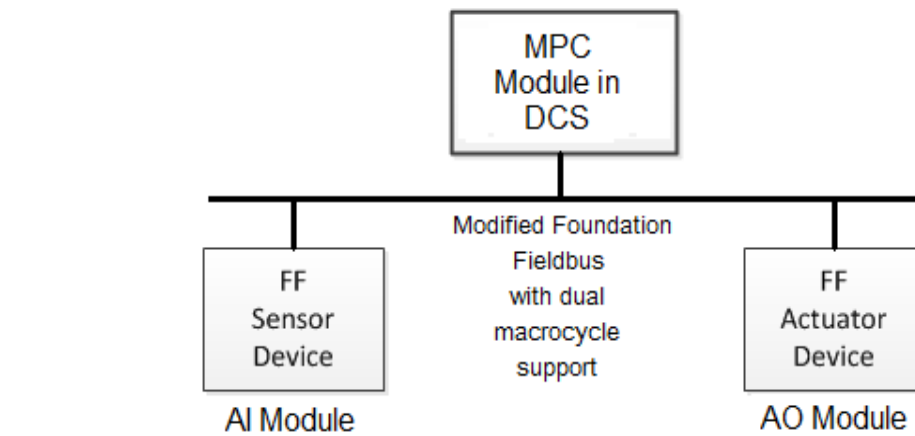 MPC
Module in
DCS
Modified Foundation
Fieldbus
with dual
macrocycle
support
FF
Sensor
Device
AI Module
FF
Actuator
Device
AO Module